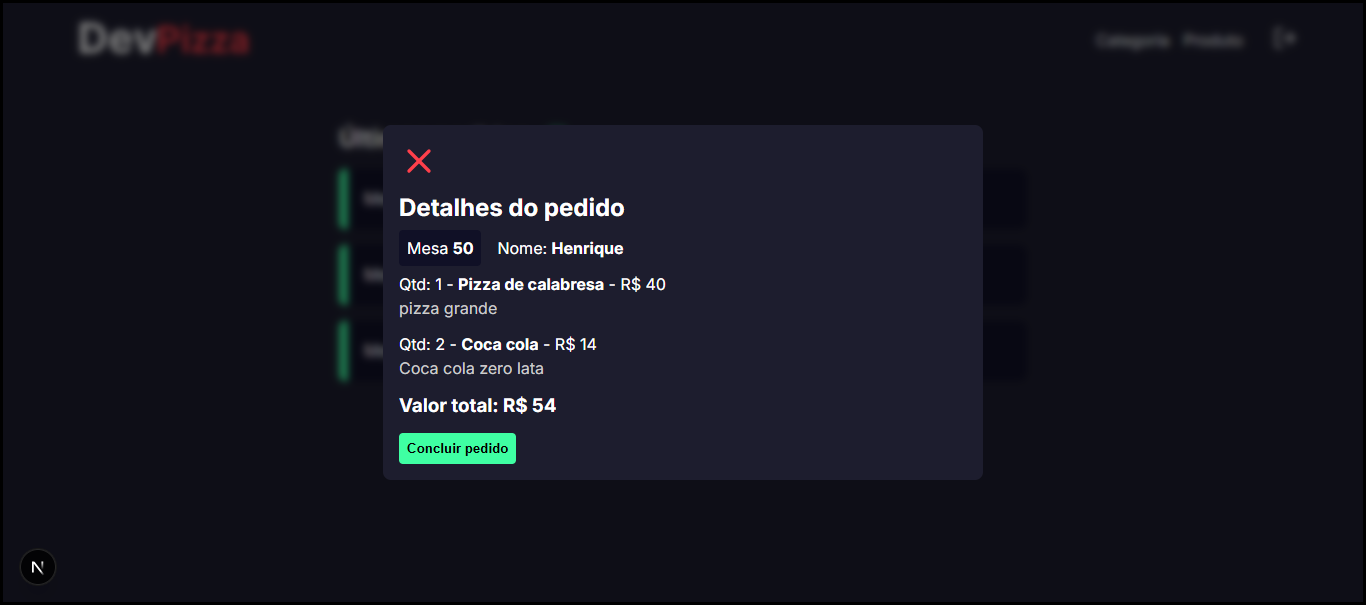 DevPizza
Categoria Produto
Detalhes do pedido
Mesa 50 Nome: Henrique
Qtd: 1 - Pizza de calabresa - R$ 40
pizza grande
Qtd: 2 - Coca cola - R$ 14
Coca cola zero lata
Valor total: R$ 54
Concluir pedido
N